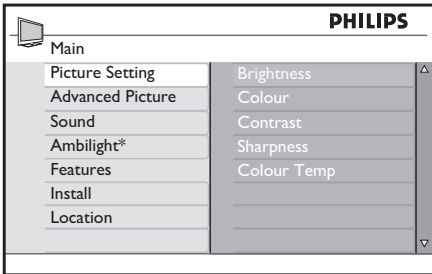 PHILIPS
Main
Picture Setting
Advanced Picture
Sound
Ambilight*
Features
Install
Location
Brightness
Colour
Contrast
Sharpness
Colour Temp